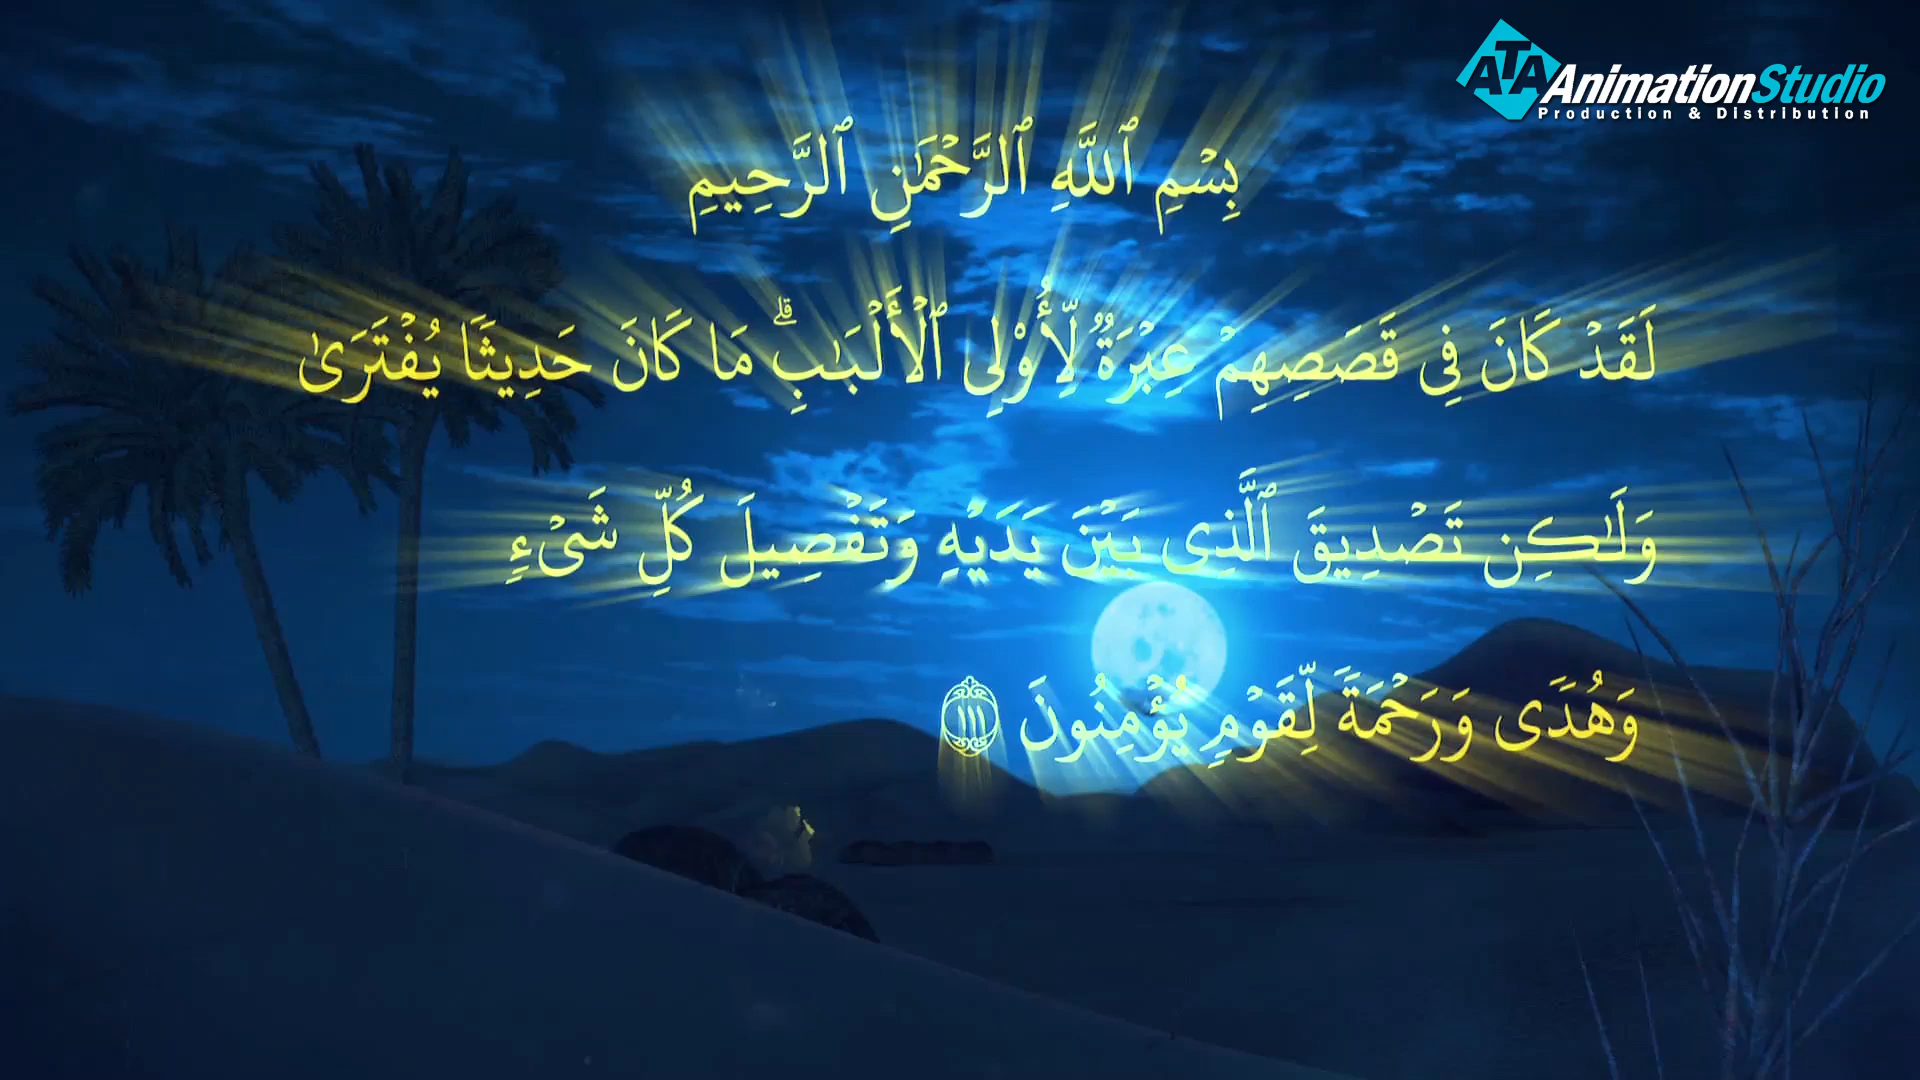 ATA AnimationStudio
Production & Distribution
بِسْمِ ٱللَّهِ ٱلرَّحْمَٰنِ ٱلرَّحِيمِ
لَقَدْ كَانَ فِى قَصَصِهِمْ عِبْرَةٌ لِّأُو۟لِى ٱلْأَلْبَٰبِ ۗ مَا كَانَ حَدِيثًا يُفْتَرَىٰ
وَلَٰكِن تَصْدِيقَ ٱلَّذِى بَيْنَ يَدَيْهِ وَتَفْصِيلَ كُلِّ شَىْءٍ
وَهُدًى وَرَحْمَةً لِّقَوْمٍ يُؤْمِنُونَ ١١١